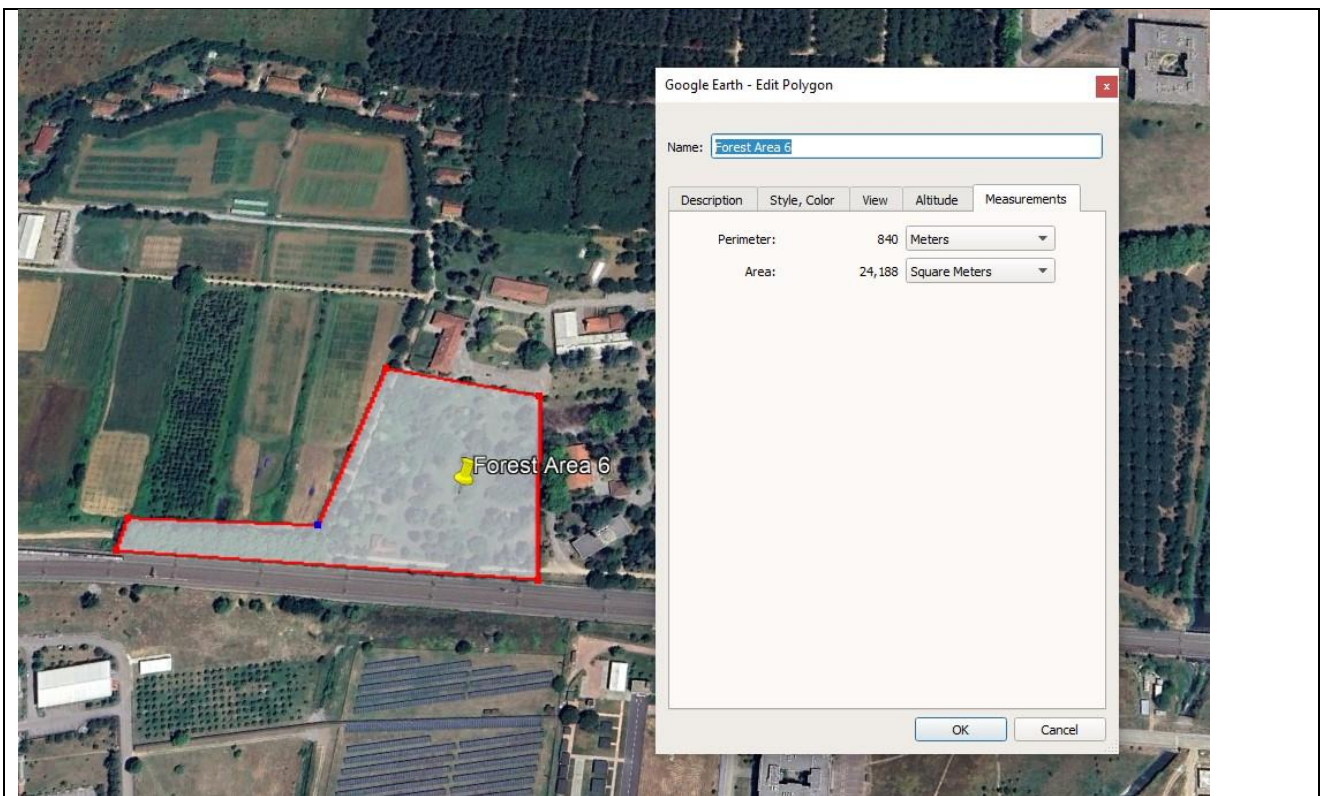 Google Earth - Edit Polygon
x
Name: Forest Area 6
Description Style, Color View Altitude Measurements
Perimeter: 840 Meters
Area: 24,188 Square Meters
Forest Area 6
OK Cancel